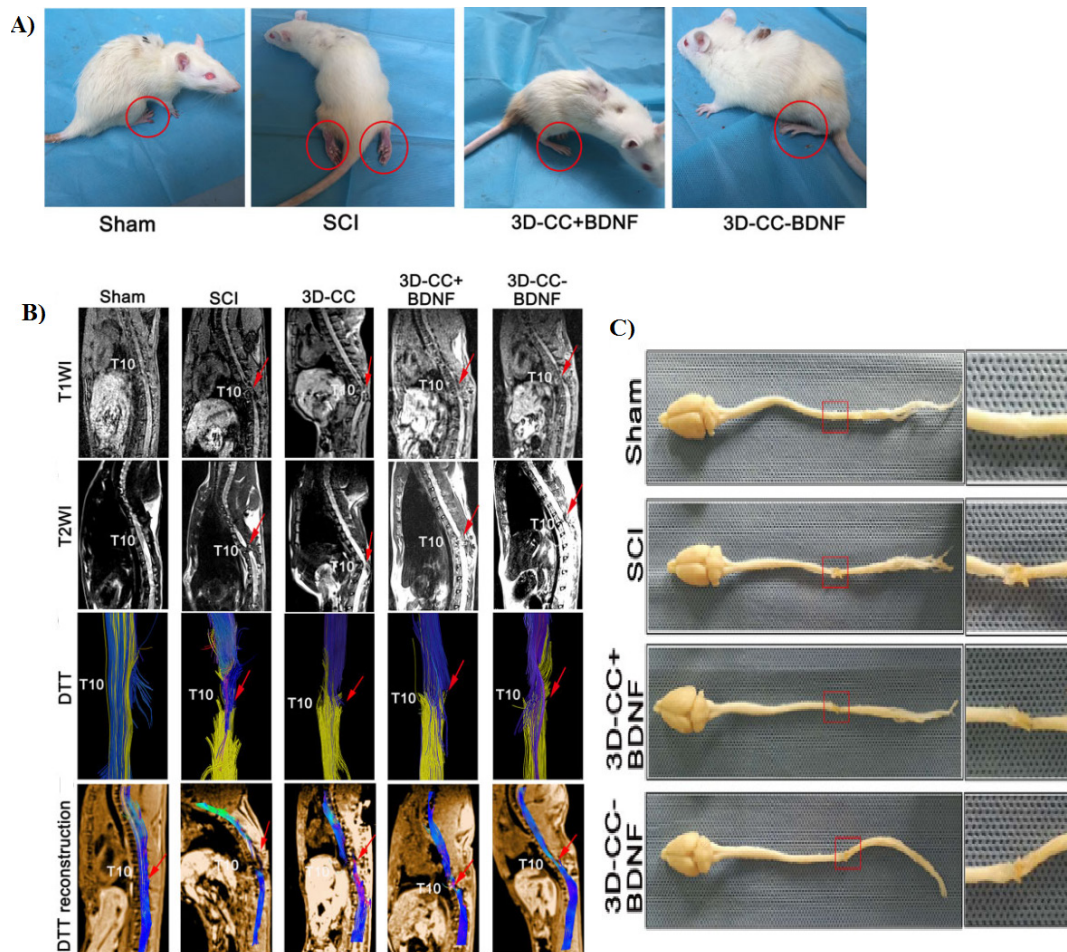 A)
Sham
SCI
3D-CC+BDNF
3D-CC-BDNF
B)
Sham
SCI
3D-CC
3D-CC+
BDNF
3D-CC-
BDNF
T1WI
T10
T10
T10
T10
T10
T2WI
T10
T10
T10
T10
T10
DTT
T10
T10
T10
T10
T10
DTT reconstruction
T10
T10
T10
T10
T10
C)
Sham
SCI
3D-CC+
BDNF
3D-CC-
BDNF